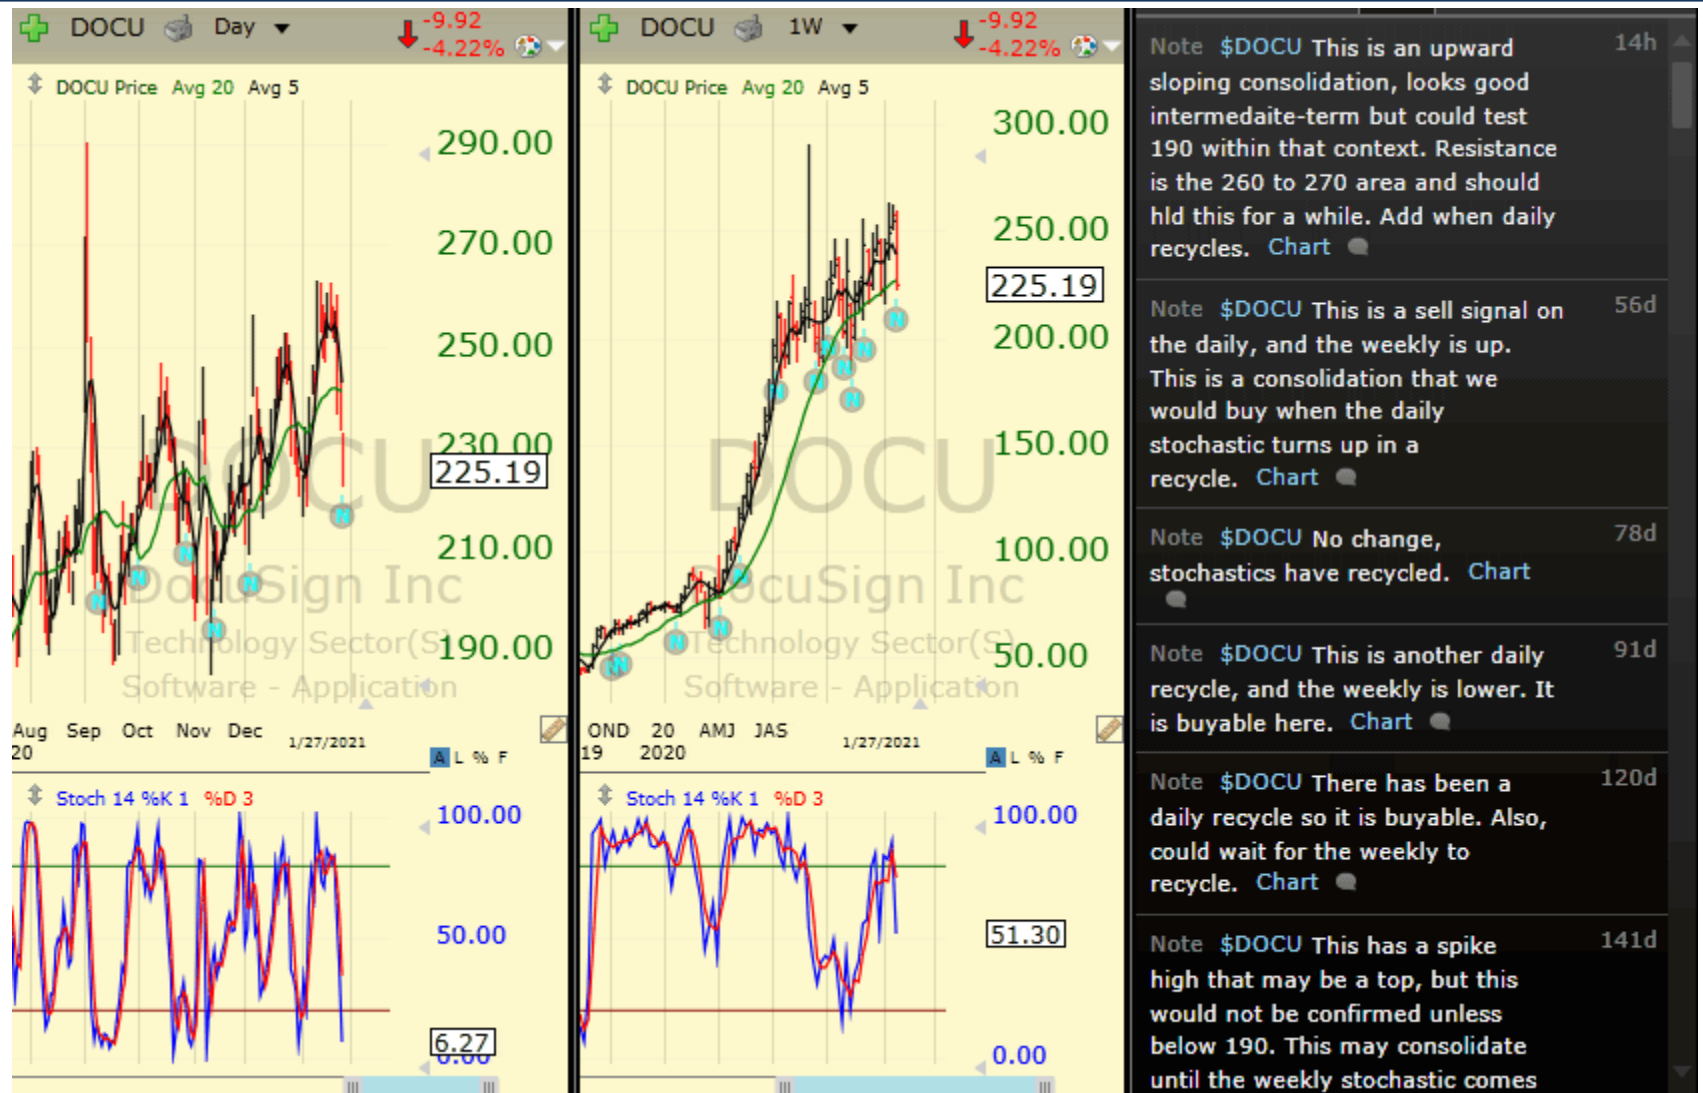 DOCU Day
-9.92
-4.22%
DOCU Price Avg 20 Avg 5
290.00
270.00
250.00
230.00
225.19
210.00
190.00
DOCU
DocuSign Inc
Technology Sector(S)
Software - Application
N
N
N
N
N
N
Aug Sep Oct Nov Dec
20
1/27/2021
A L % F
Stoch 14 %K 1 %D 3
100.00
50.00
6.27
0.00
DOCU 1W
-9.92
-4.22%
DOCU Price Avg 20 Avg 5
300.00
250.00
225.19
200.00
150.00
100.00
50.00
DOCU
DocuSign Inc
Technology Sector(S)
Software - Application
N
N
N
N
N
N
N
N
N
N
N
N
OND 20 AMJ JAS
19 2020
1/27/2021
A L % F
Stoch 14 %K 1 %D 3
100.00
51.30
0.00
Note $DOCU This is an upward 14h
sloping consolidation, looks good
intermedaite-term but could test
190 within that context. Resistance
is the 260 to 270 area and should
hld this for a while. Add when daily
recycles. Chart
Note $DOCU This is a sell signal on 56d
the daily, and the weekly is up.
This is a consolidation that we
would buy when the daily
stochastic turns up in a
recycle. Chart
Note $DOCU No change, 78d
stochastics have recycled. Chart
Note $DOCU This is another daily 91d
recycle, and the weekly is lower. It
is buyable here. Chart
Note $DOCU There has been a 120d
daily recycle so it is buyable. Also,
could wait for the weekly to
recycle. Chart
Note $DOCU This has a spike 141d
high that may be a top, but this
would not be confirmed unless
below 190. This may consolidate
until the weekly stochastic comes